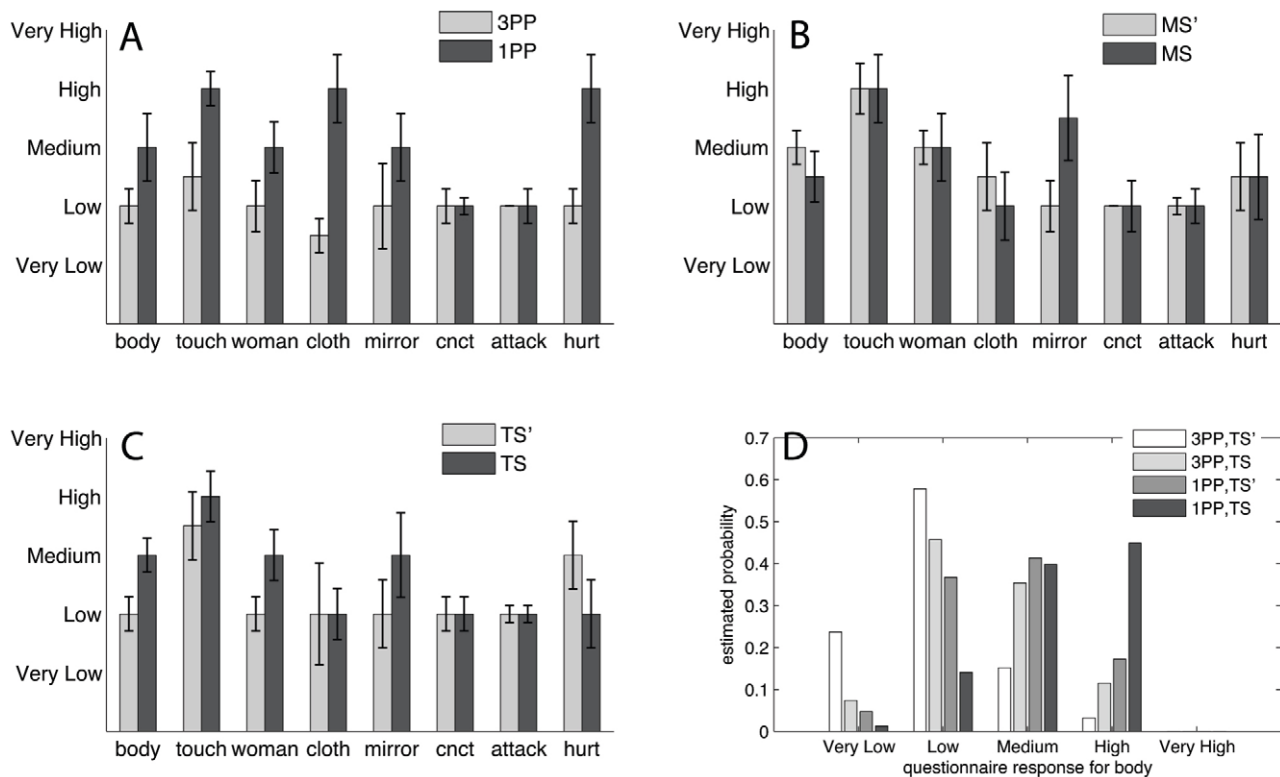 A
3PP
1PP
Very High
High
Medium
Low
Very Low
body touch woman cloth mirror cnct attack hurt
B
MS'
MS
Very High
High
Medium
Low
Very Low
body touch woman cloth mirror cnct attack hurt
C
TS'
TS
Very High
High
Medium
Low
Very Low
body touch woman cloth mirror cnct attack hurt
D
3PP,TS'
3PP,TS
1PP,TS'
1PP,TS
0.7
0.6
0.5
0.4
0.3
0.2
0.1
0
estimated probability
Very Low Low Medium High Very High
questionnaire response for body